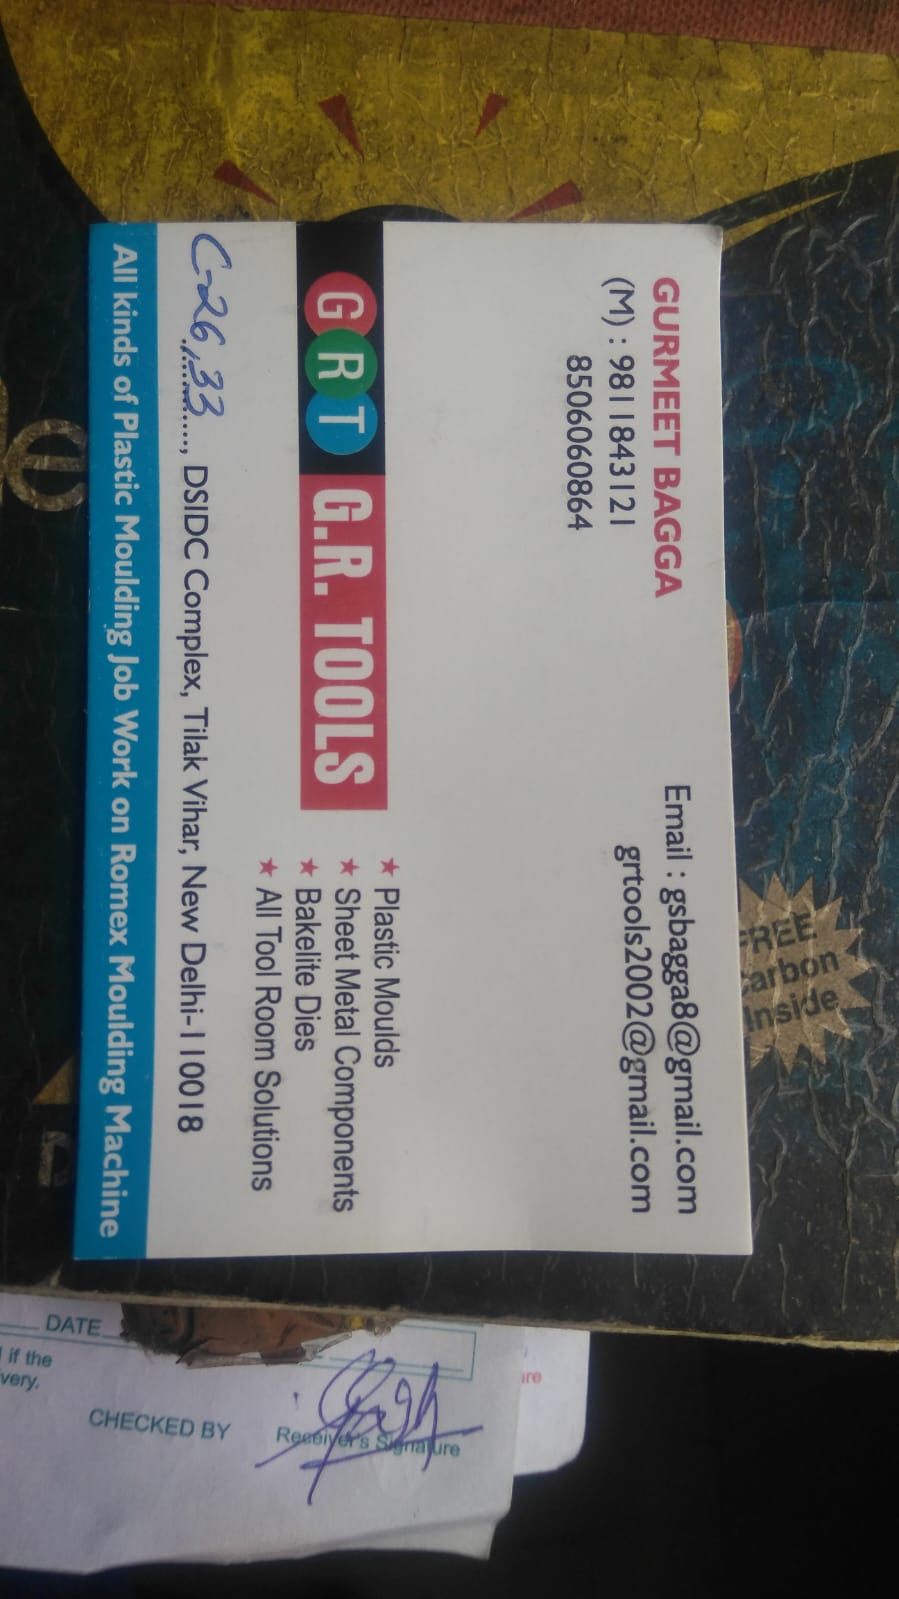 GURMEET BAGGA
(M) : 9811843121
8506060864
Email : gsbagga8@gmail.com
grtools2002@gmail.com
GRT G.R. TOOLS
★ Plastic Moulds
★ Sheet Metal Components
★ Bakelite Dies
★ All Tool Room Solutions
C-26,33, DSIDC Complex, Tilak Vihar, New Delhi-110018
All kinds of Plastic Moulding Job Work on Romex Moulding Machine
FREE
arbon
Inside
DATE
if the
very.
CHECKED BY
Receiver's Signature